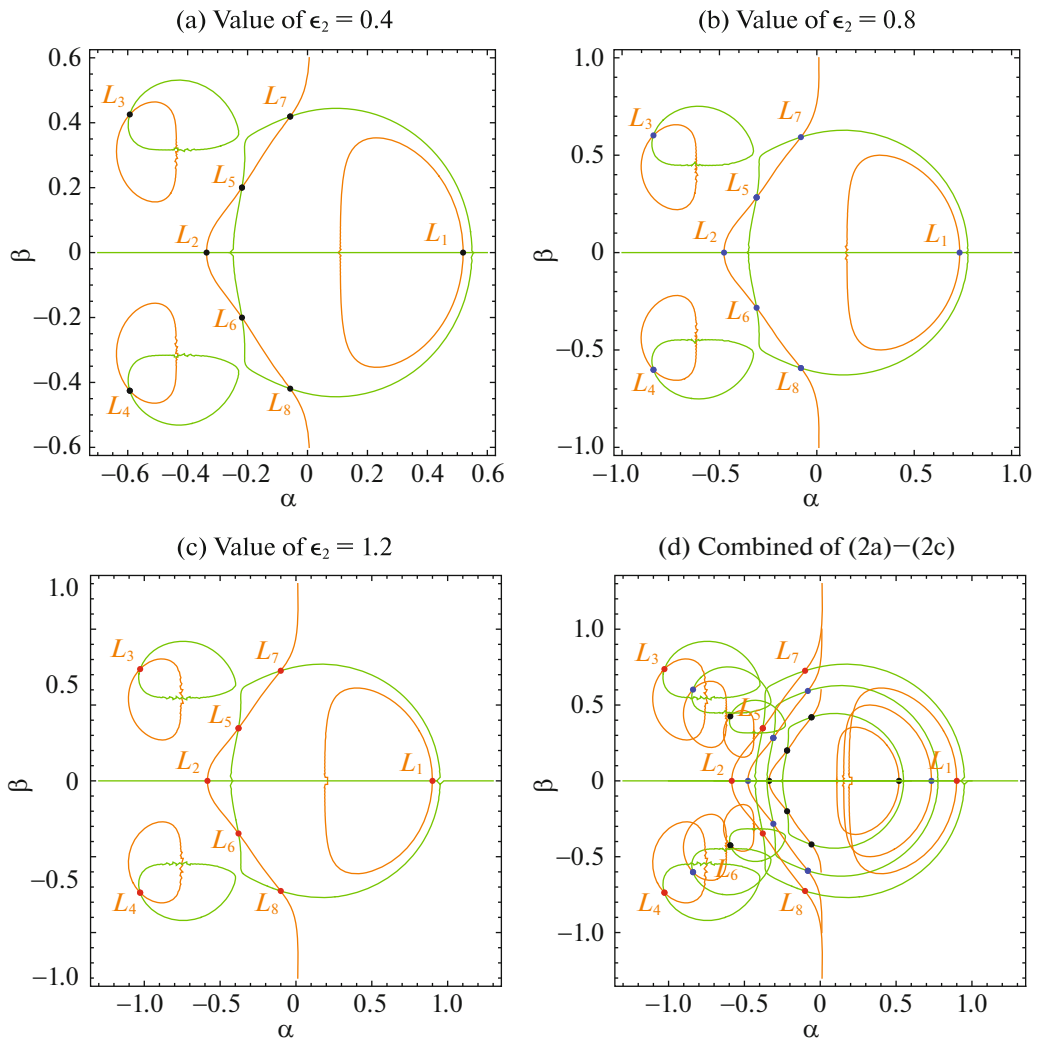 (a) Value of ϵ₂ = 0.4
0.6
0.4
0.2
0
−0.2
−0.4
−0.6
β
L₃
L₇
L₅
L₂
L₁
L₆
L₄
L₈
−0.6 −0.4 −0.2 0 0.2 0.4 0.6
α
(b) Value of ϵ₂ = 0.8
1.0
0.5
0
−0.5
−1.0
β
L₃
L₇
L₅
L₂
L₁
L₆
L₄
L₈
−1.0 −0.5 0 0.5 1.0
α
(c) Value of ϵ₂ = 1.2
1.0
0.5
0
−0.5
−1.0
β
L₃
L₇
L₅
L₂
L₁
L₆
L₄
L₈
−1.0 −0.5 0 0.5 1.0
α
(d) Combined of (2a)−(2c)
1.0
0.5
0
−0.5
−1.0
β
L₃
L₇
L₅
L₂
L₁
L₆
L₄
L₈
−1.0 −0.5 0 0.5 1.0
α